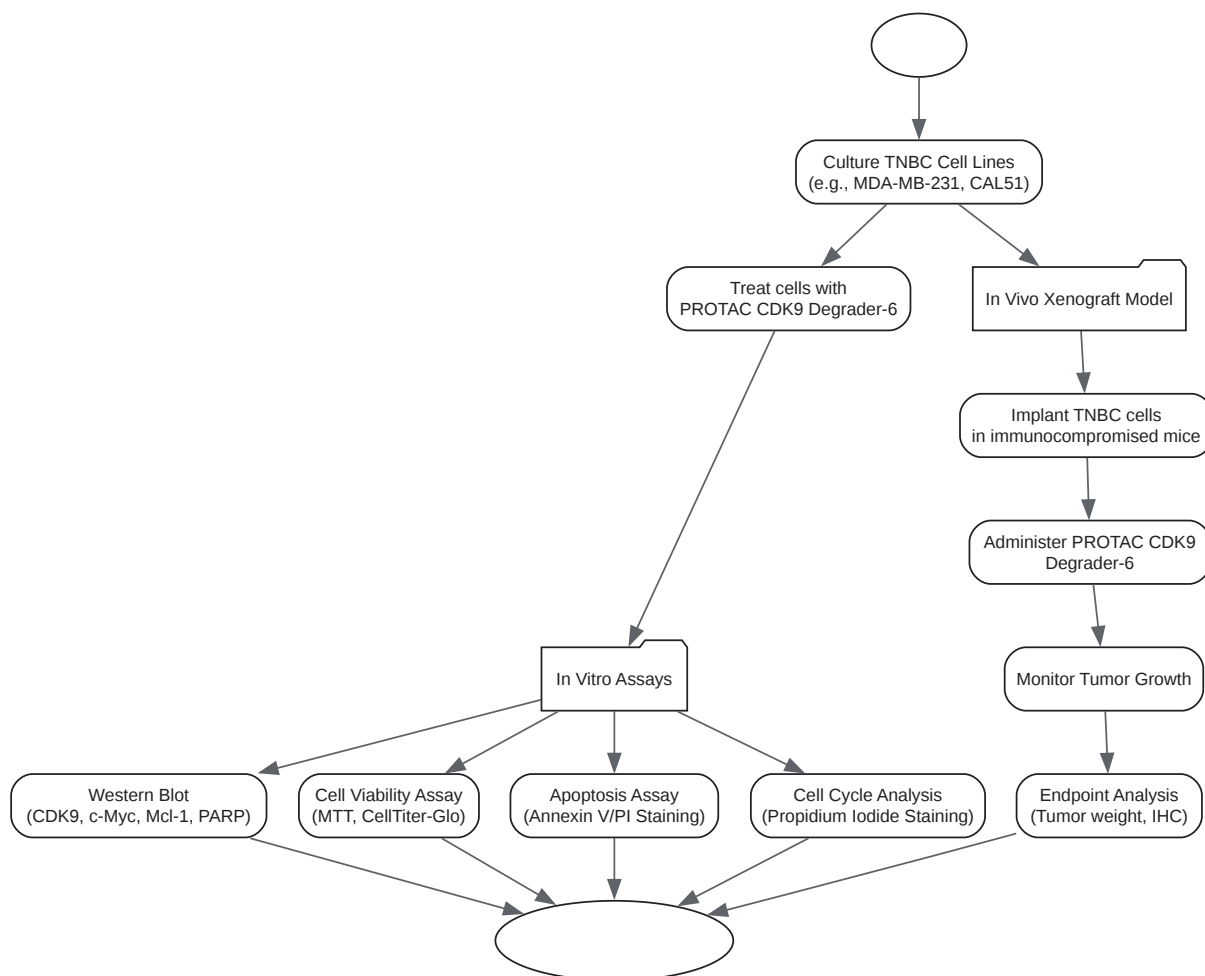 Culture TNBC Cell Lines
(e.g., MDA-MB-231, CAL51)
Treat cells with
PROTAC CDK9 Degrader-6
In Vivo Xenograft Model
Implant TNBC cells
in immunocompromised mice
Administer PROTAC CDK9
Degrader-6
In Vitro Assays
Monitor Tumor Growth
Western Blot
(CDK9, c-Myc, Mcl-1, PARP)
Cell Viability Assay
(MTT, CellTiter-Glo)
Apoptosis Assay
(Annexin V/PI Staining)
Cell Cycle Analysis
(Propidium Iodide Staining)
Endpoint Analysis
(Tumor weight, IHC)